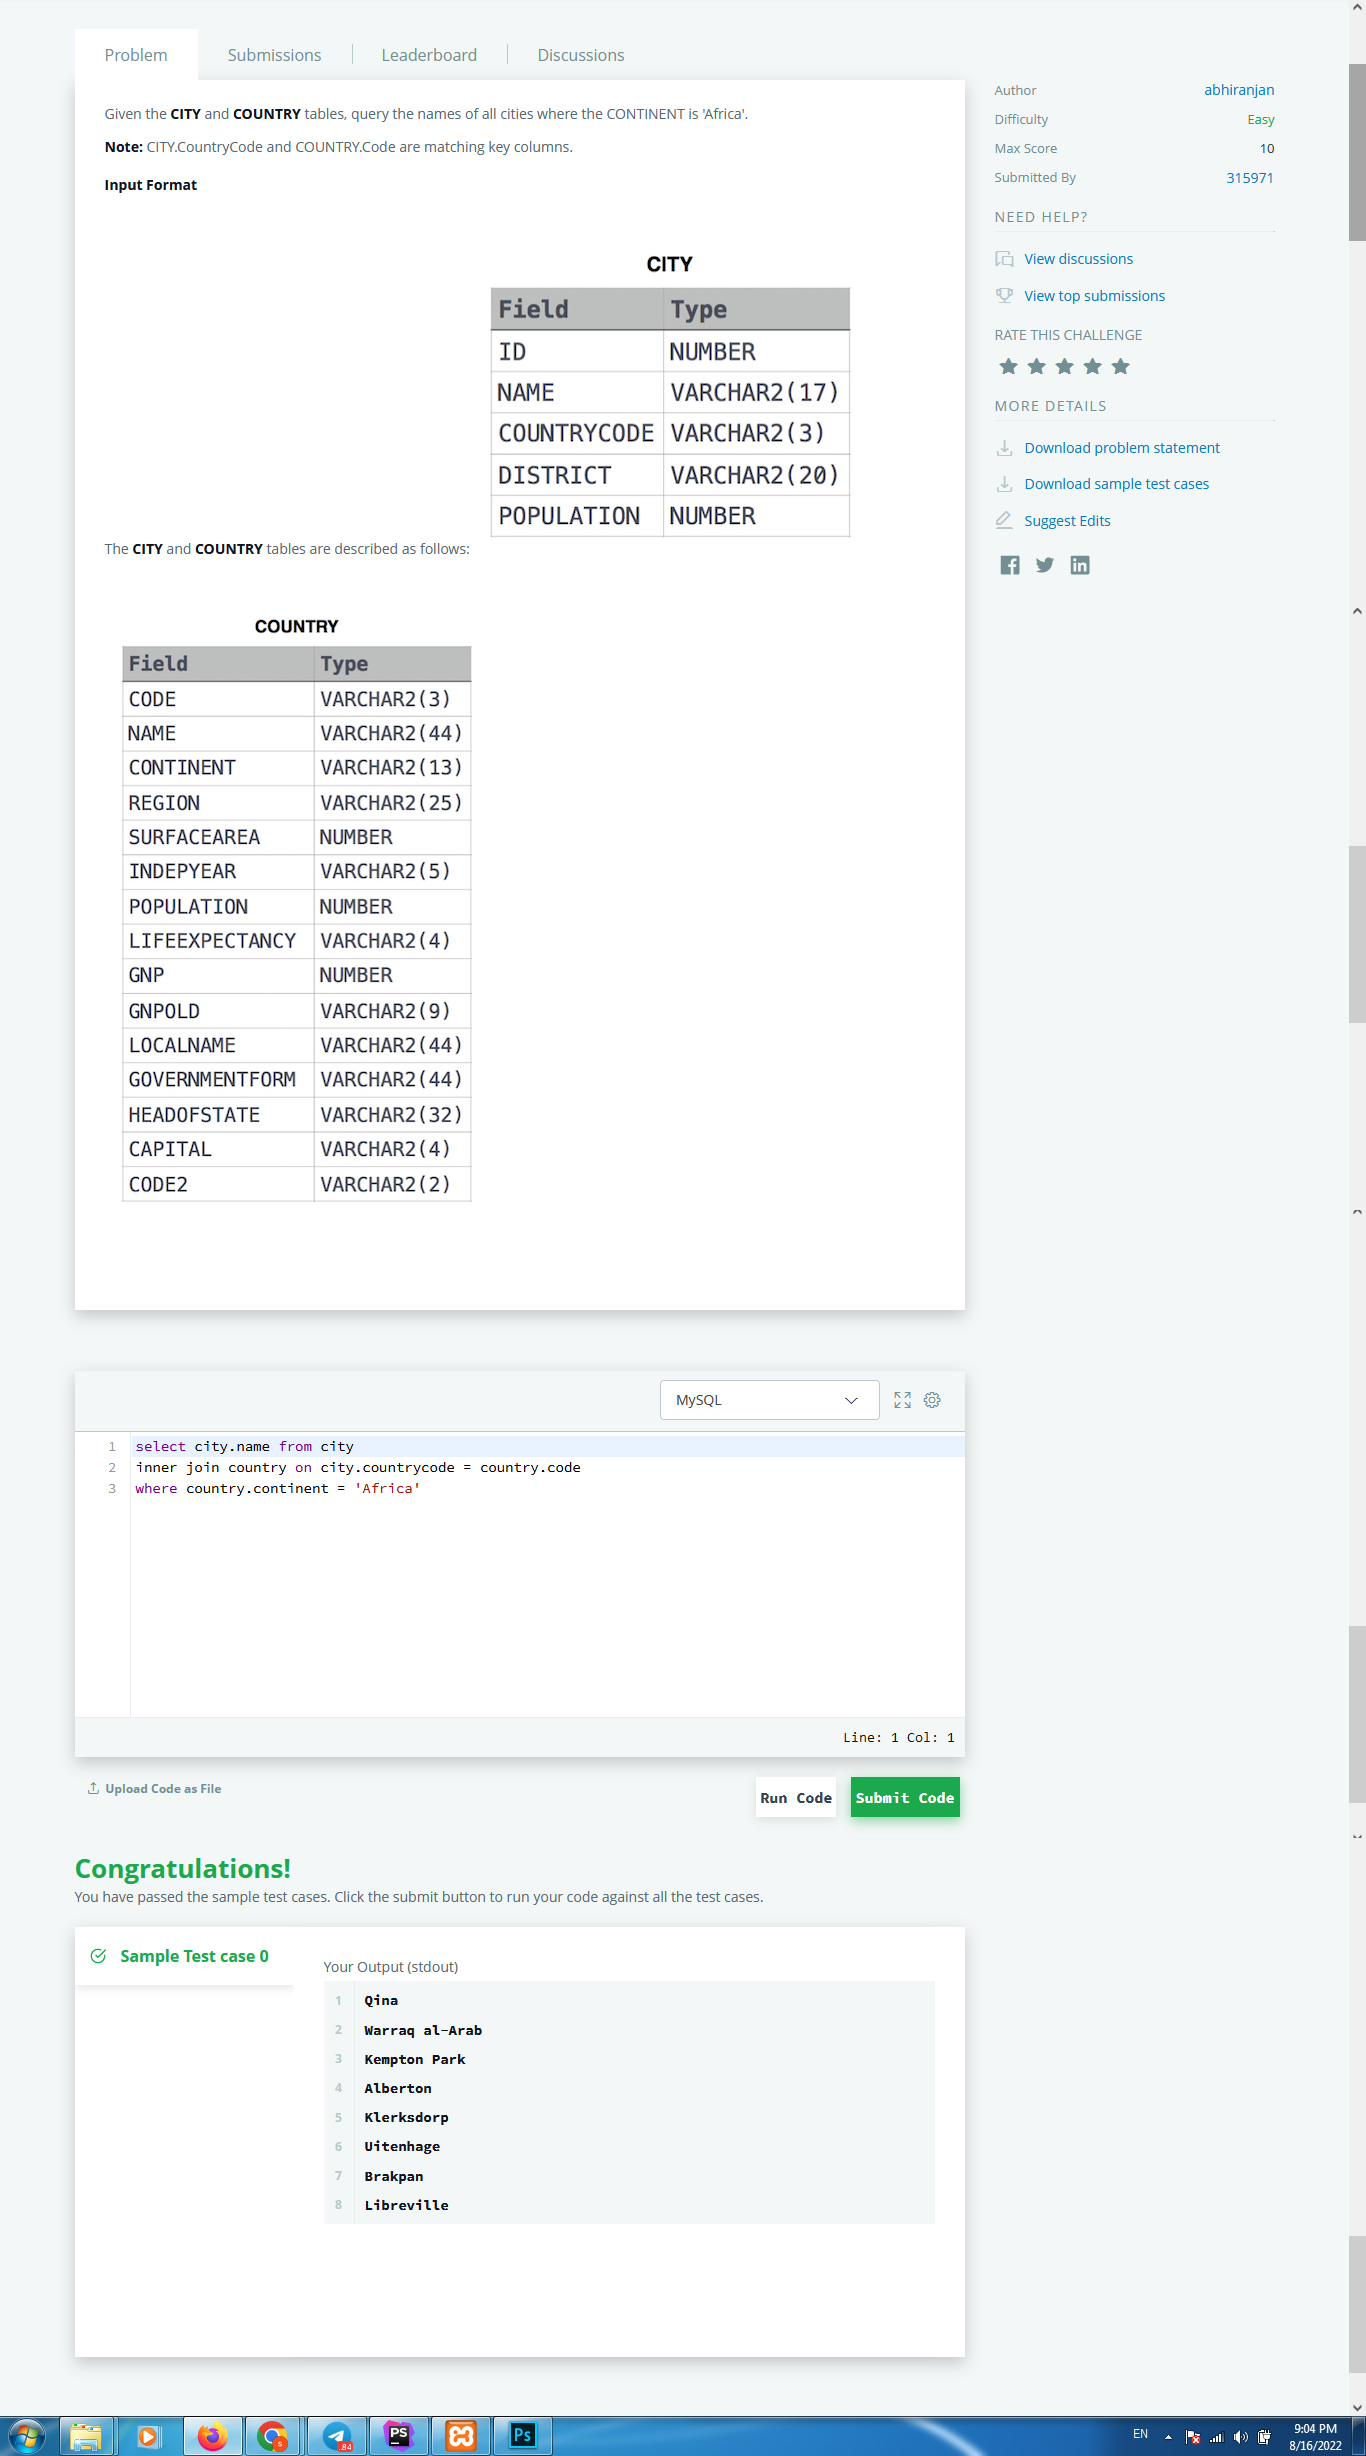 Problem
Submissions
Leaderboard
Discussions
Given the CITY and COUNTRY tables, query the names of all cities where the CONTINENT is 'Africa'.
Note: CITY.CountryCode and COUNTRY.Code are matching key columns.
Input Format
CITY
Field Type
ID NUMBER
NAME VARCHAR2(17)
COUNTRYCODE VARCHAR2(3)
DISTRICT VARCHAR2(20)
POPULATION NUMBER
The CITY and COUNTRY tables are described as follows:
COUNTRY
Field Type
CODE VARCHAR2(3)
NAME VARCHAR2(44)
CONTINENT VARCHAR2(13)
REGION VARCHAR2(25)
SURFACEAREA NUMBER
INDEPYEAR VARCHAR2(5)
POPULATION NUMBER
LIFEEXPECTANCY VARCHAR2(4)
GNP NUMBER
GNPOLD VARCHAR2(9)
LOCALNAME VARCHAR2(44)
GOVERNMENTFORM VARCHAR2(44)
HEADOFSTATE VARCHAR2(32)
CAPITAL VARCHAR2(4)
CODE2 VARCHAR2(2)
Author abhiranjan
Difficulty Easy
Max Score 10
Submitted By 315971
NEED HELP?
View discussions
View top submissions
RATE THIS CHALLENGE
MORE DETAILS
Download problem statement
Download sample test cases
Suggest Edits
MySQL
1 select city.name from city
2 inner join country on city.countrycode = country.code
3 where country.continent = 'Africa'
Line: 1 Col: 1
Upload Code as File
Run Code
Submit Code
Congratulations!
You have passed the sample test cases. Click the submit button to run your code against all the test cases.
Sample Test case 0
Your Output (stdout)
1 Qina
2 Warraq al-Arab
3 Kempton Park
4 Alberton
5 Klerksdorp
6 Uitenhage
7 Brakpan
8 Libreville
84
PS
Ps
EN
9:04 PM
8/16/2022